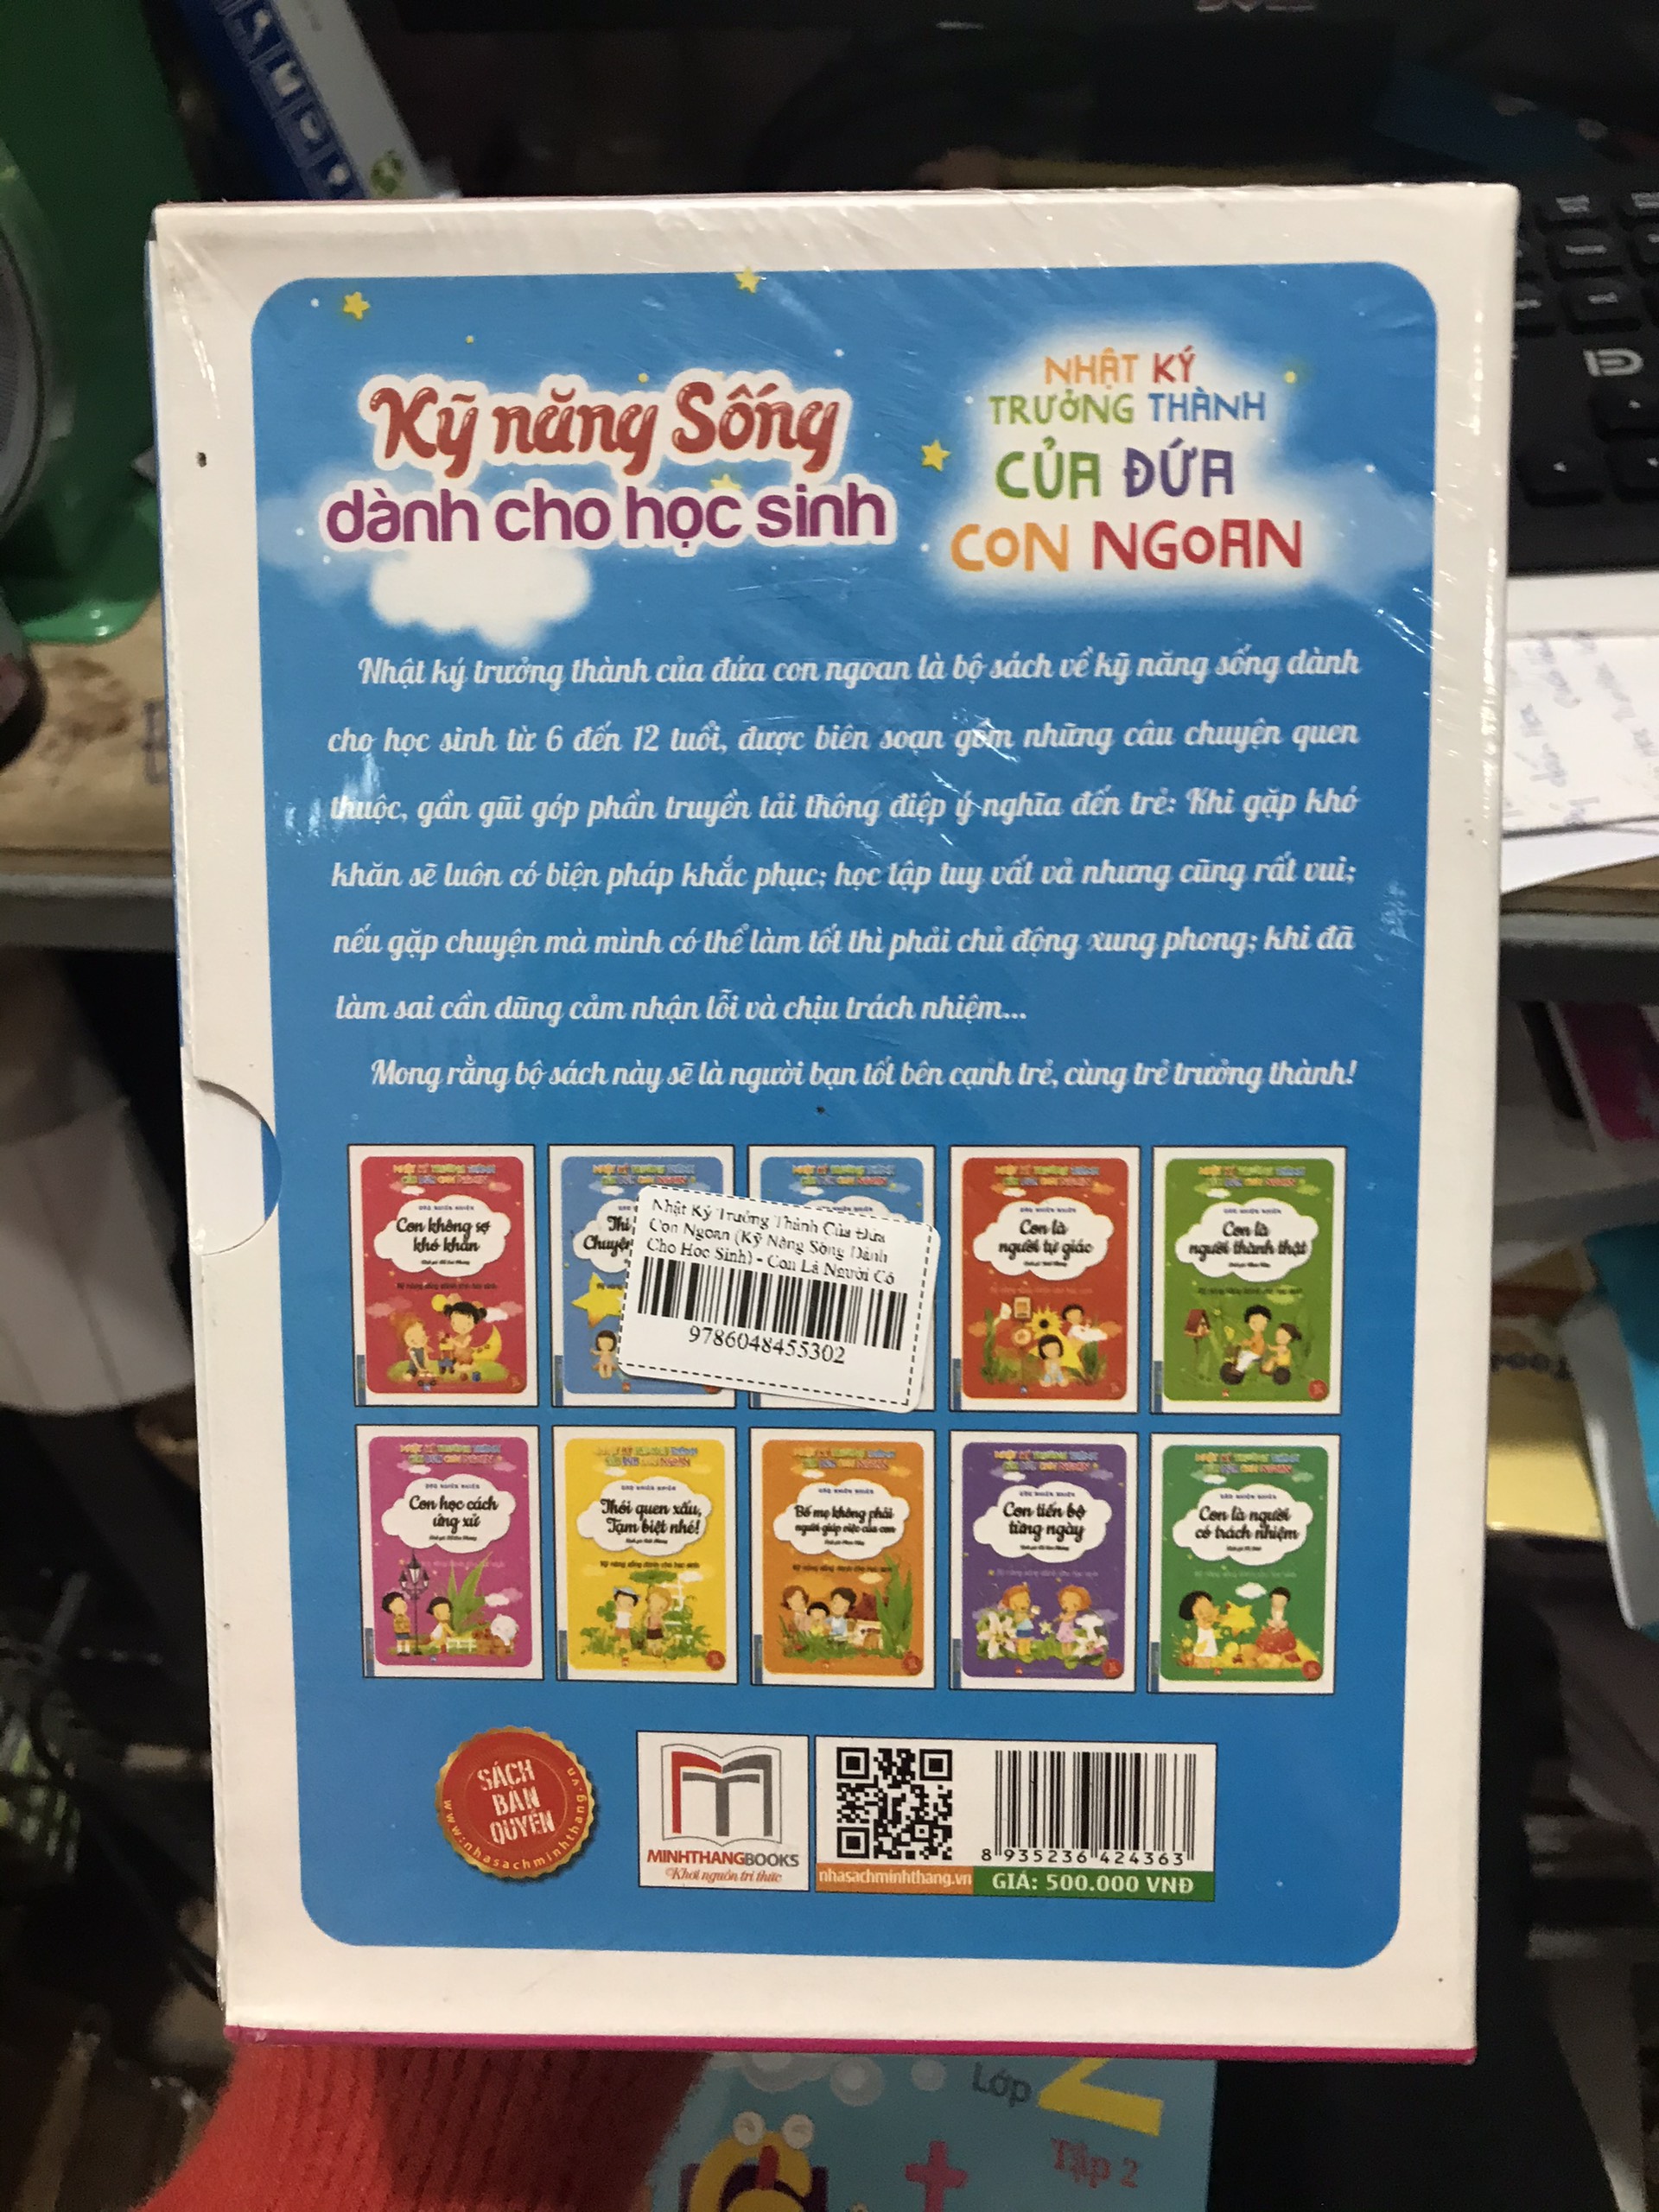 Kỹ năng Sống
dành cho học sinh
NHẬT KÝ
TRƯỞNG THÀNH
CỦA ĐỨA
CON NGOAN
Nhật ký trưởng thành của đứa con ngoan là bộ sách về kỹ năng sống dành
cho học sinh từ 6 đến 12 tuổi, được biên soạn gồm những câu chuyện quen
thuộc, gần gũi góp phần truyền tải thông điệp ý nghĩa đến trẻ: Khi gặp khó
khăn sẽ luôn có biện pháp khắc phục; học tập tuy vất vả nhưng cũng rất vui;
nếu gặp chuyện mà mình có thể làm tốt thì phải chủ động xung phong; khi đã
làm sai cần dũng cảm nhận lỗi và chịu trách nhiệm...
Mong rằng bộ sách này sẽ là người bạn tốt bên cạnh trẻ, cùng trẻ trưởng thành!
Con không sợ
khó khăn
Chuyện
Nhật Ký Trưởng Thành Của Đứa
Con Ngoan (Kỹ Năng Sống Dành
Cho Học Sinh) - Con Là Người Có
9786048455302
Con là
người tự giác
Con là
người thành thật
Con học cách
ứng xử
Thói quen xấu,
Tạm biệt nhé!
Bố mẹ không phải
người giúp việc của con
Con tiến bộ
từng ngày
Con là người
có trách nhiệm
SÁCH
BẢN
QUYỀN
www.nhasachminhthang.vn
MINHTHANGBOOKS
Khơi nguồn tri thức
nhasachminhthang.vn
8 935236 424363
GIÁ: 500.000 VNĐ
Lớp 2
Tập 2